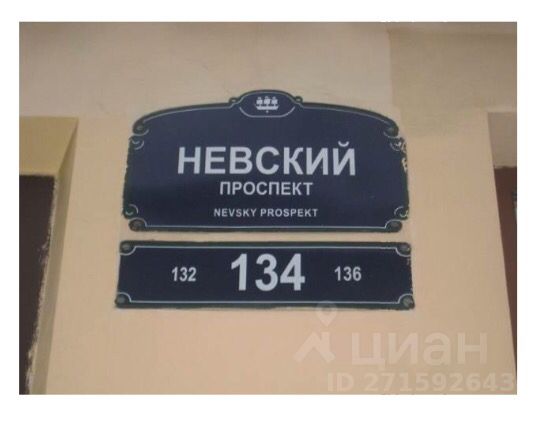 НЕВСКИЙ
ПРОСПЕКТ
NEVSKY PROSPEKT
132 134 136
циан
ID 271592643